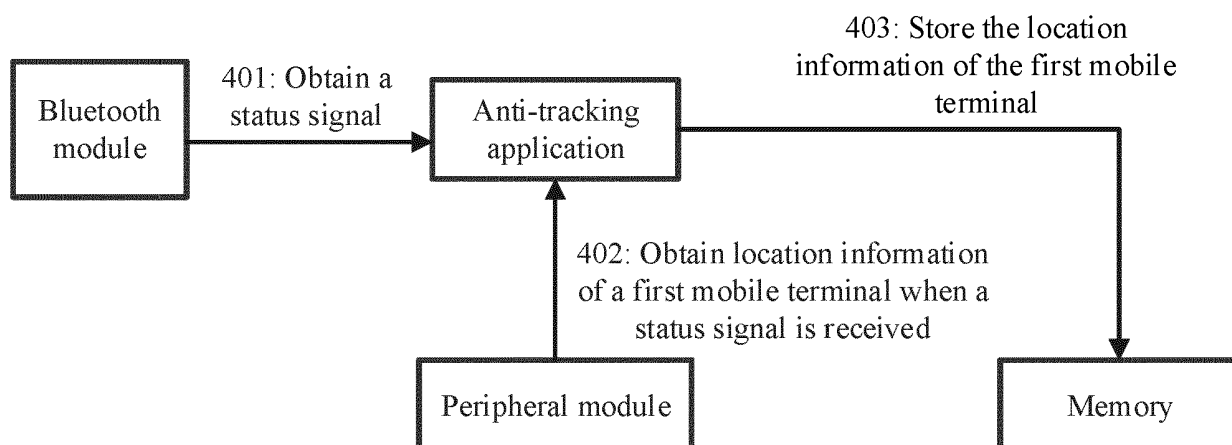 403: Store the location
information of the first mobile
terminal
401: Obtain a
status signal
Bluetooth
module
Anti-tracking
application
402: Obtain location information
of a first mobile terminal when a
status signal is received
Peripheral module
Memory